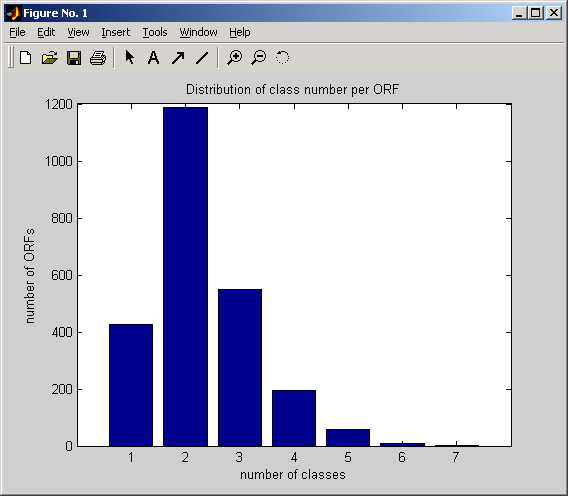 Figure No. 1
File Edit View Insert Tools Window Help
A
Distribution of class number per ORF
1200
1000
800
600
400
200
0
number of ORFs
1 2 3 4 5 6 7
number of classes